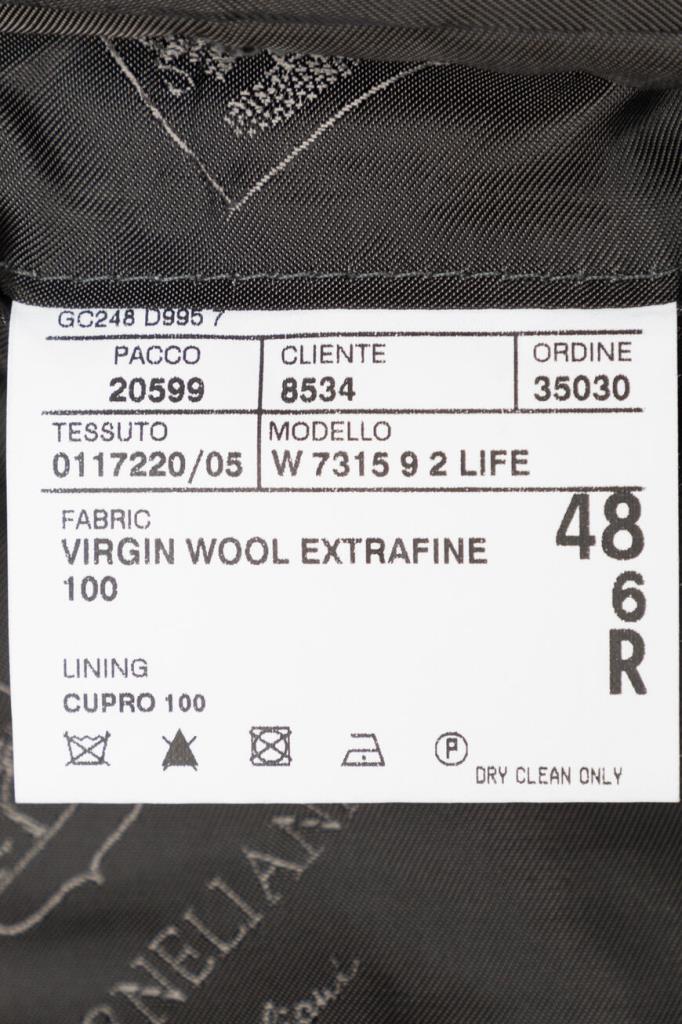 GC248 D995 7
PACCO CLIENTE ORDINE
20599 8534 35030
TESSUTO MODELLO
0117220/05 W 7315 9 2 LIFE
FABRIC
VIRGIN WOOL EXTRAFINE
100
48
6
R
LINING
CUPRO 100
P
DRY CLEAN ONLY
RNELIANI